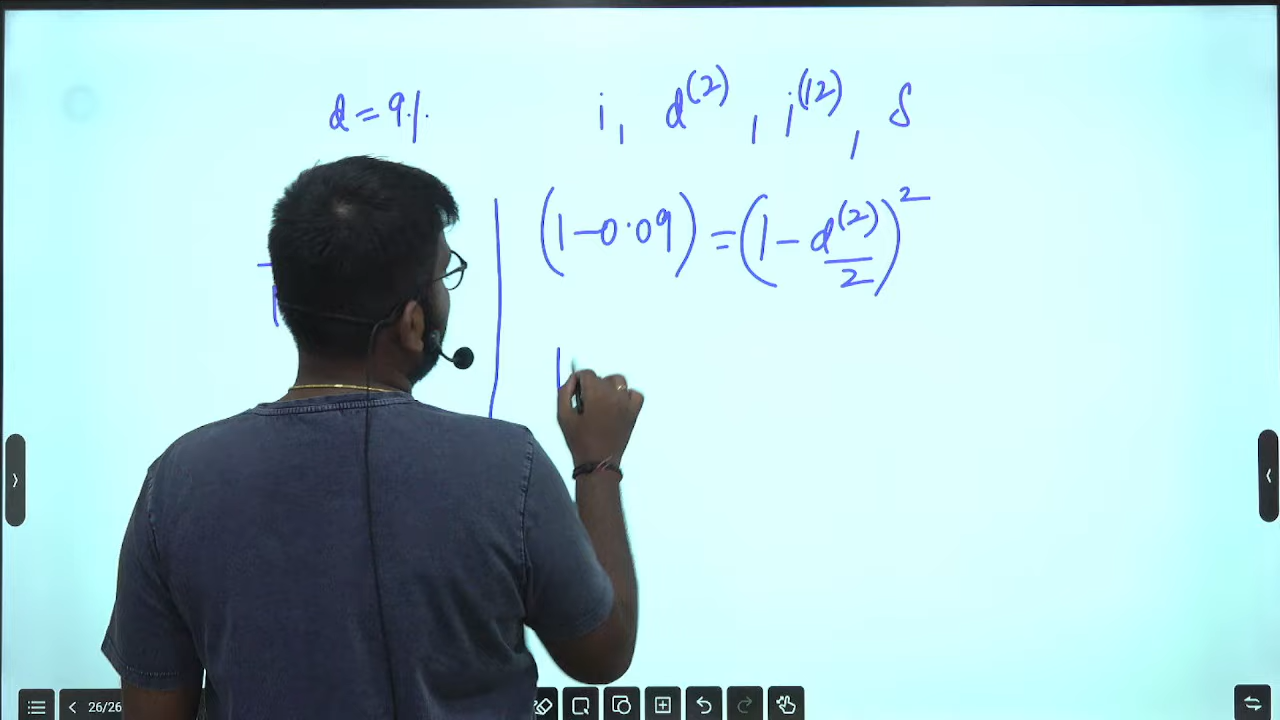 d = 9%
i, d^(2), i^(12), δ
(1-0.09) = (1 - d^(2)/2)^2
26/26